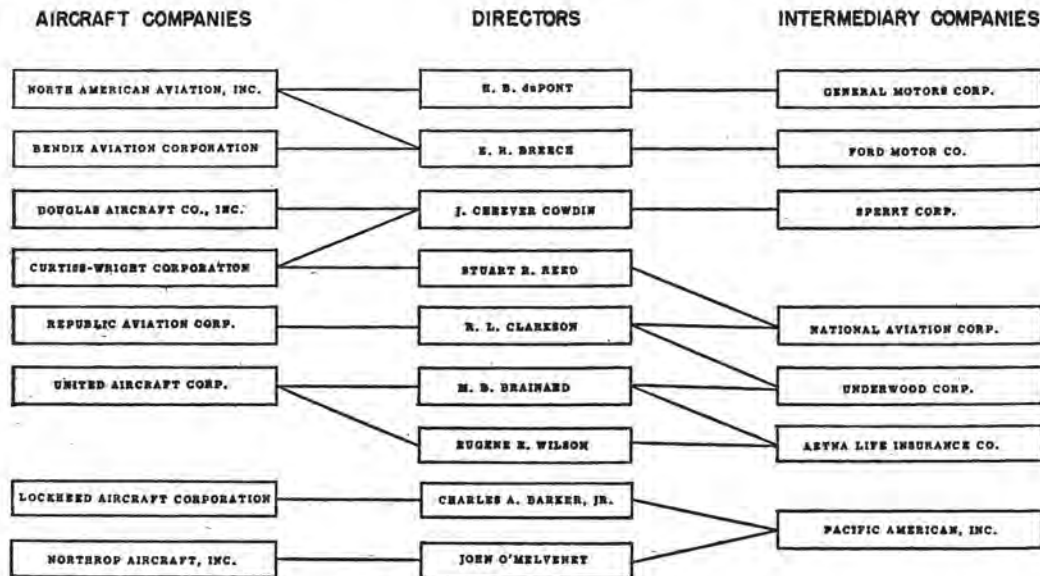 AIRCRAFT COMPANIES
DIRECTORS
INTERMEDIARY COMPANIES
NORTH AMERICAN AVIATION, INC.
H. B. duPONT
GENERAL MOTORS CORP.
BENDIX AVIATION CORPORATION
E. R. BREECH
FORD MOTOR CO.
DOUGLAS AIRCRAFT CO., INC.
J. CHEEVER COWDIN
SPERRY CORP.
CURTISS-WRIGHT CORPORATION
STUART R. REED
REPUBLIC AVIATION CORP.
R. L. CLARKSON
NATIONAL AVIATION CORP.
UNITED AIRCRAFT CORP.
M. B. BRAINARD
UNDERWOOD CORP.
EUGENE E. WILSON
AETNA LIFE INSURANCE CO.
LOCKHEED AIRCRAFT CORPORATION
CHARLES A. BARKER, JR.
PACIFIC AMERICAN, INC.
NORTHROP AIRCRAFT, INC.
JOHN O'MELVENEY